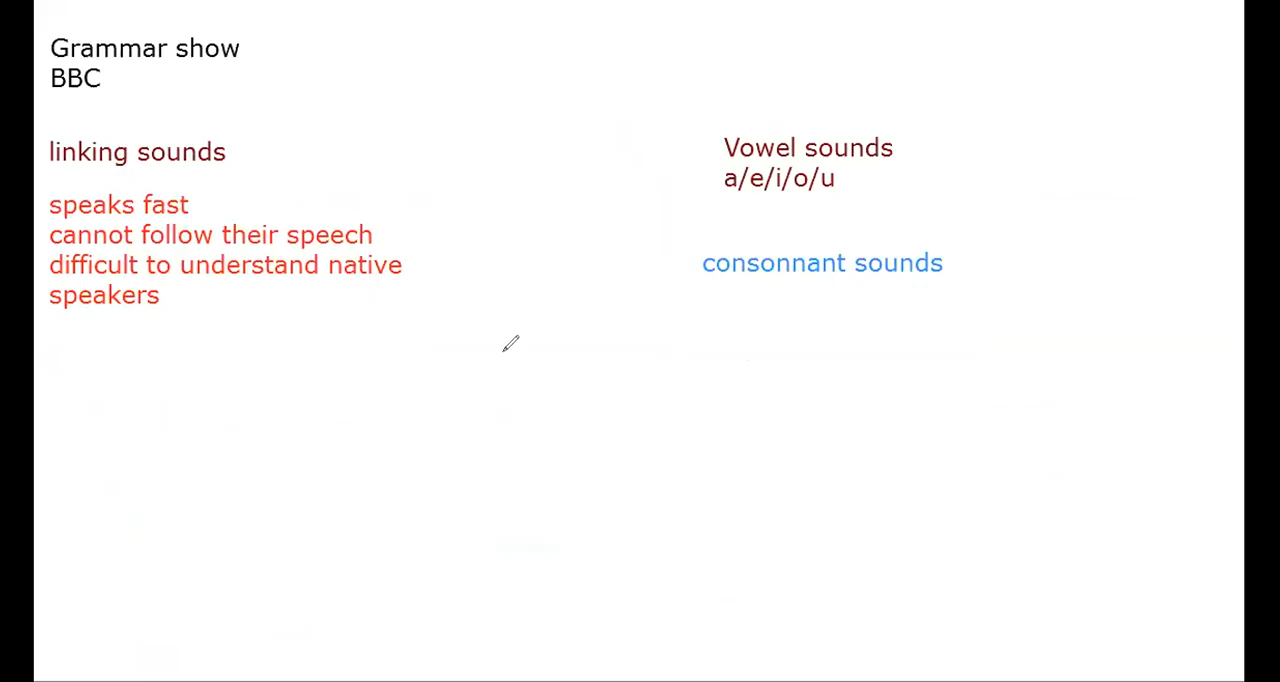 Grammar show
BBC
linking sounds
speaks fast
cannot follow their speech
difficult to understand native
speakers
Vowel sounds
a/e/i/o/u
consonnant sounds